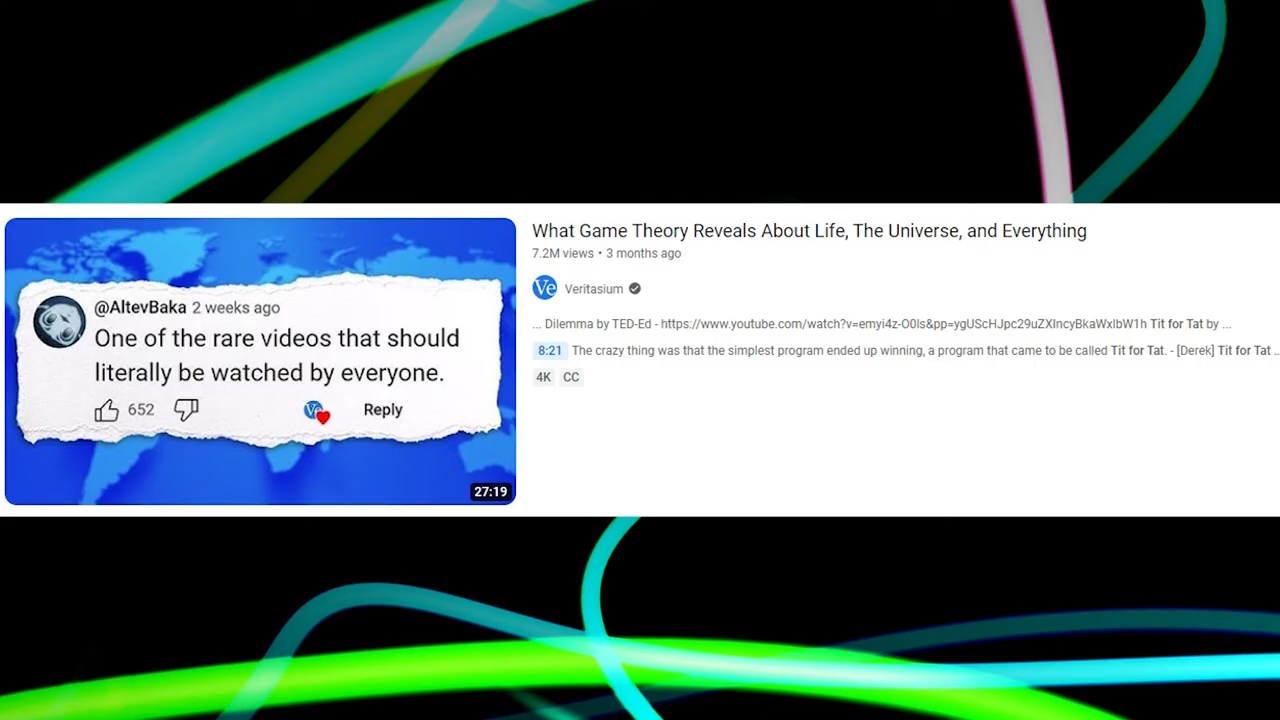 @AltevBaka 2 weeks ago
One of the rare videos that should
literally be watched by everyone.
652
Ve
Reply
27:19
What Game Theory Reveals About Life, The Universe, and Everything
7.2M views • 3 months ago
Ve Veritasium
... Dilemma by TED-Ed - https://www.youtube.com/watch?v=emyi4z-O0ls&pp=ygUScHJpc29uZXIncyBkaWxlbW1h Tit for Tat by ...
8:21 The crazy thing was that the simplest program ended up winning, a program that came to be called Tit for Tat. - [Derek] Tit for Tat ..
4K CC